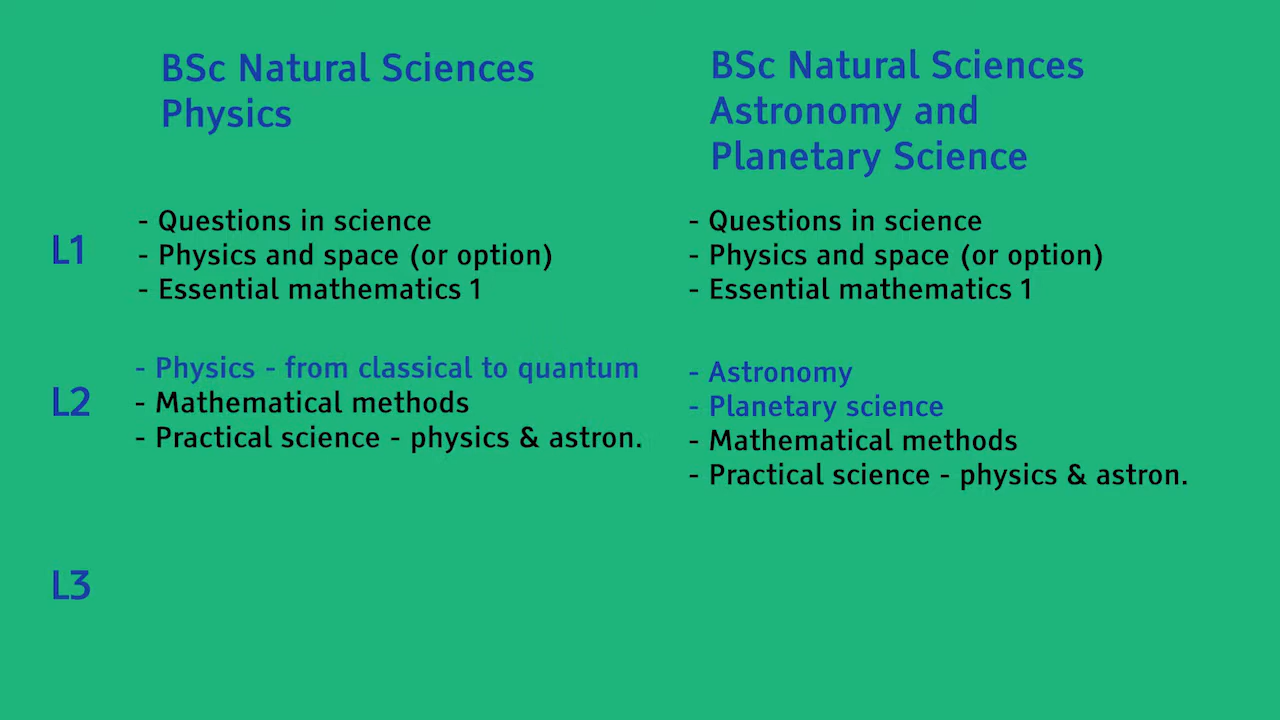 BSc Natural Sciences
Physics
BSc Natural Sciences
Astronomy and
Planetary Science
L1
- Questions in science
- Physics and space (or option)
- Essential mathematics 1
- Questions in science
- Physics and space (or option)
- Essential mathematics 1
L2
- Physics - from classical to quantum
- Mathematical methods
- Practical science - physics & astron.
- Astronomy
- Planetary science
- Mathematical methods
- Practical science - physics & astron.
L3